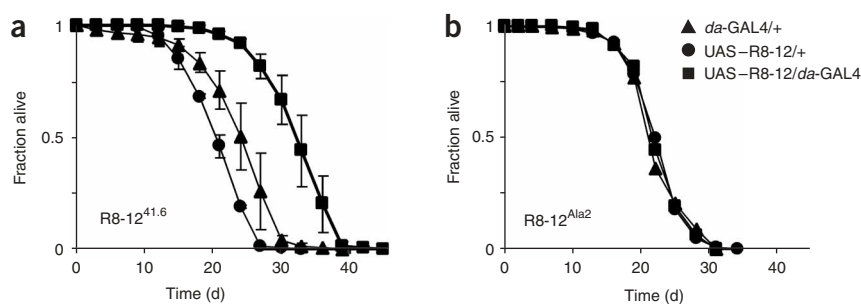 a
Fraction alive
1
0.5
0
R8-12^41.6
0 10 20 30 40
Time (d)
b
Fraction alive
1
0.5
0
da-GAL4/+
UAS–R8-12/+
UAS–R8-12/da-GAL4
R8-12^Ala2
0 10 20 30 40
Time (d)